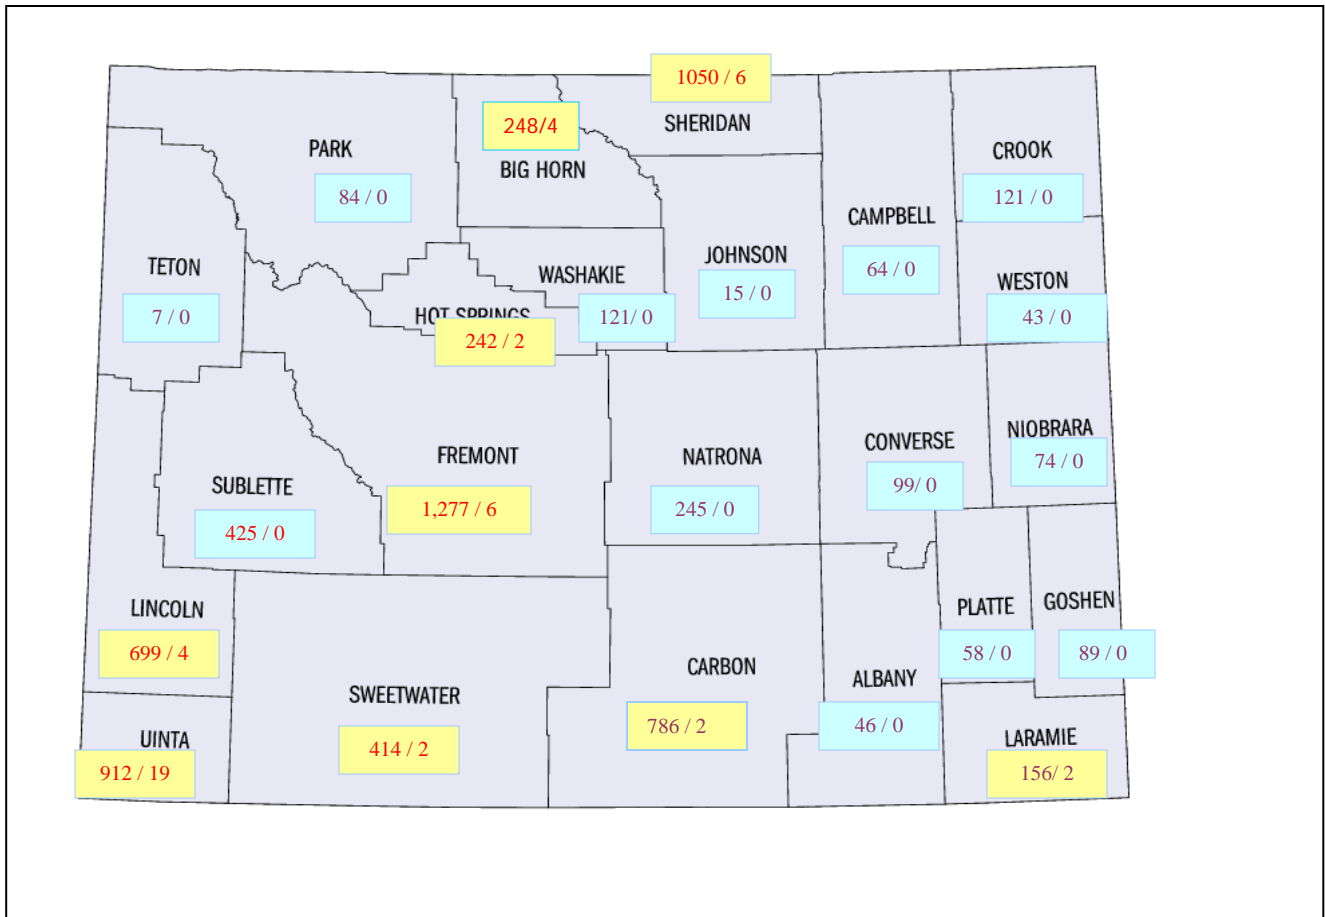 1050 / 6
SHERIDAN
248/4
BIG HORN
PARK
84 / 0
CROOK
121 / 0
CAMPBELL
64 / 0
JOHNSON
15 / 0
TETON
7 / 0
WASHAKIE
121/ 0
HOT SPRINGS
242 / 2
WESTON
43 / 0
NIOBRARA
74 / 0
CONVERSE
99/ 0
NATRONA
245 / 0
FREMONT
1,277 / 6
SUBLETTE
425 / 0
LINCOLN
699 / 4
PLATTE
58 / 0
GOSHEN
89 / 0
CARBON
786 / 2
ALBANY
46 / 0
SWEETWATER
414 / 2
UINTA
912 / 19
LARAMIE
156/ 2